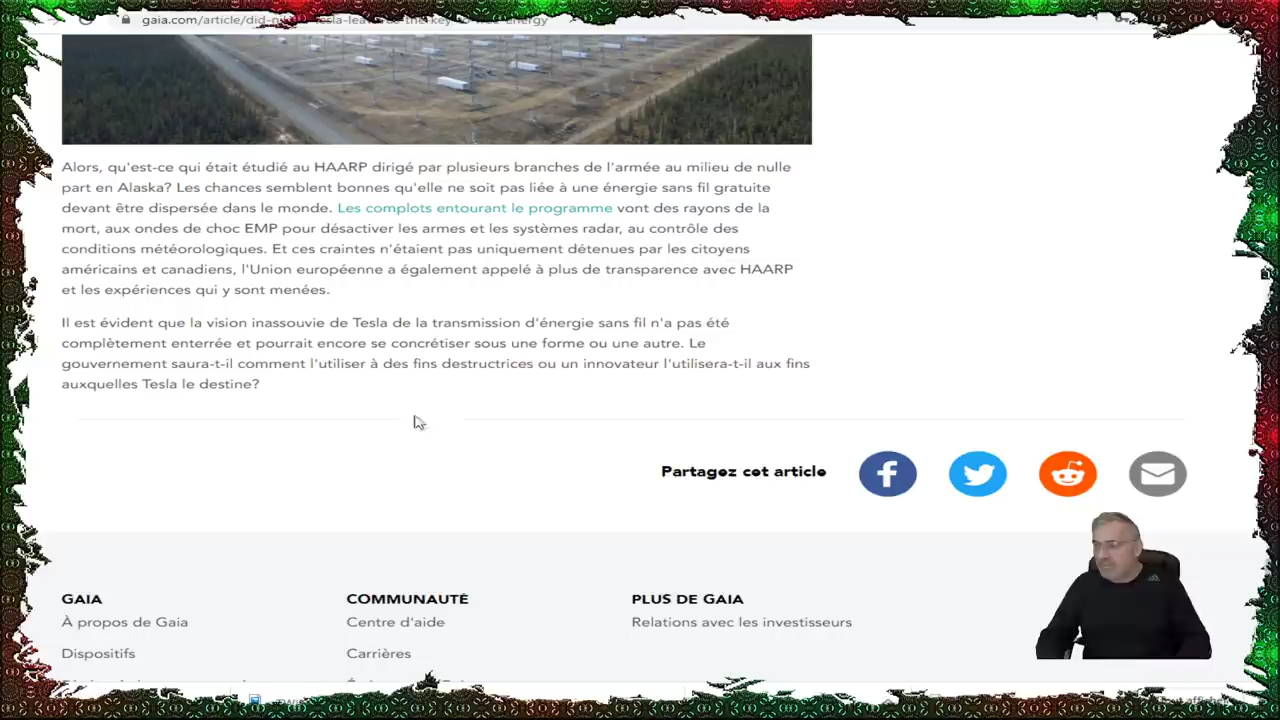 gaia.com/article/did-
Alors, qu'est-ce qui était étudié au HAARP dirigé par plusieurs branches de l'armée au milieu de nulle
part en Alaska? Les chances semblent bonnes qu'elle ne soit pas liée à une énergie sans fil gratuite
devant être dispersée dans le monde. Les complots entourant le programme vont des rayons de la
mort, aux ondes de choc EMP pour désactiver les armes et les systèmes radar, au contrôle des
conditions météorologiques. Et ces craintes n'étaient pas uniquement détenues par les citoyens
américains et canadiens, l'Union européenne a également appelé à plus de transparence avec HAARP
et les expériences qui y sont menées.
Il est évident que la vision inassouvie de Tesla de la transmission d'énergie sans fil n'a pas été
complètement enterrée et pourrait encore se concrétiser sous une forme ou une autre. Le
gouvernement saura-t-il comment l'utiliser à des fins destructrices ou un innovateur l'utilisera-t-il aux fins
auxquelles Tesla le destine?
Partagez cet article
GAIA
À propos de Gaia
Dispositifs
COMMUNAUTÉ
Centre d'aide
Carrières
PLUS DE GAIA
Relations avec les investisseurs